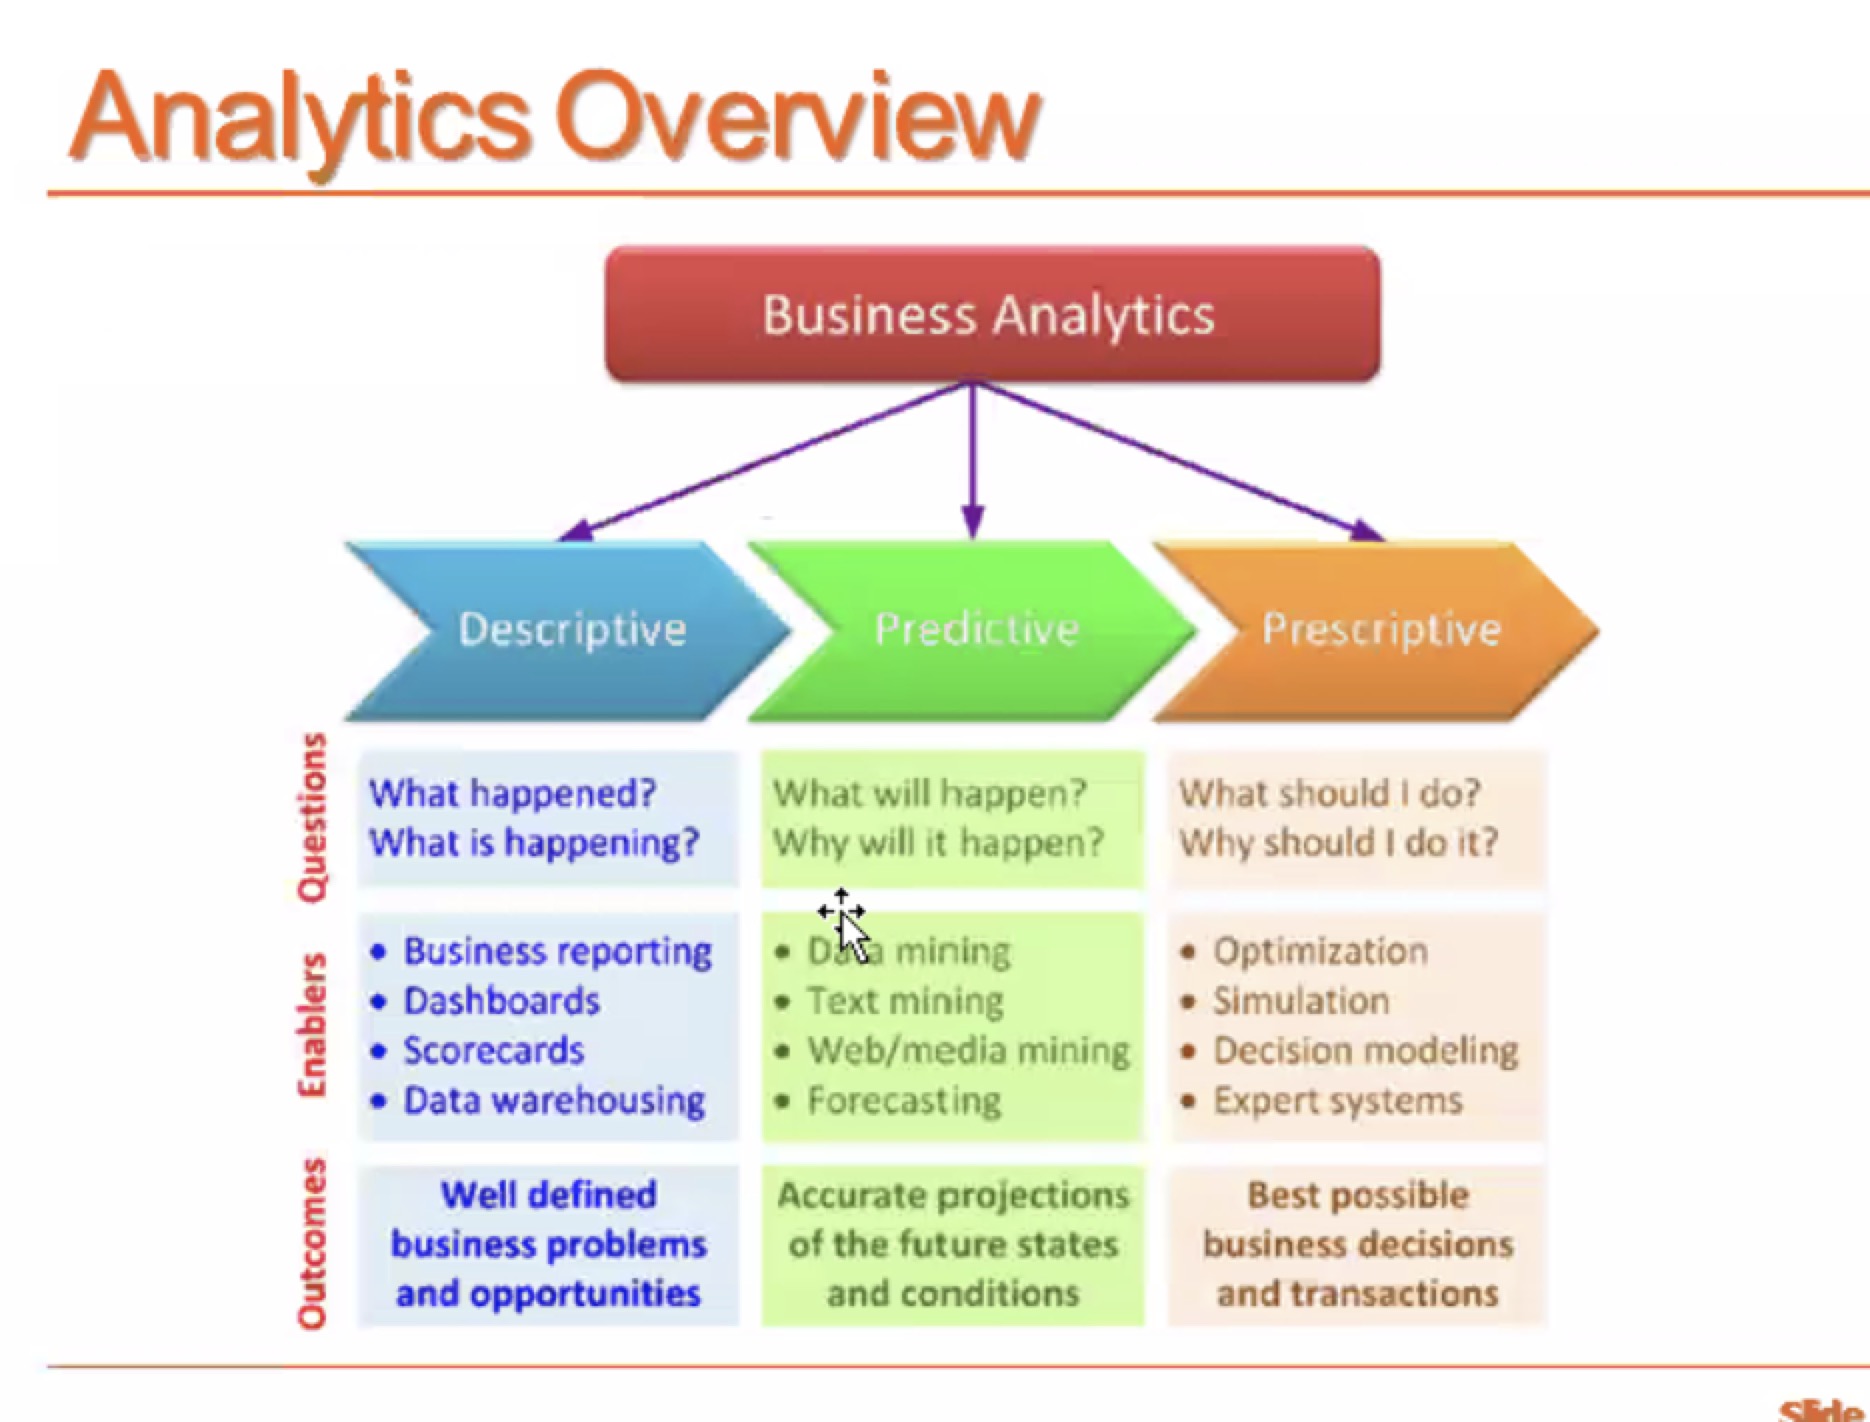 Analytics Overview
Business Analytics
Descriptive
Predictive
Prescriptive
Questions
What happened?
What is happening?
What will happen?
Why will it happen?
What should I do?
Why should I do it?
Enablers
• Business reporting
• Dashboards
• Scorecards
• Data warehousing
• Data mining
• Text mining
• Web/media mining
• Forecasting
• Optimization
• Simulation
• Decision modeling
• Expert systems
Outcomes
Well defined
business problems
and opportunities
Accurate projections
of the future states
and conditions
Best possible
business decisions
and transactions
Slide